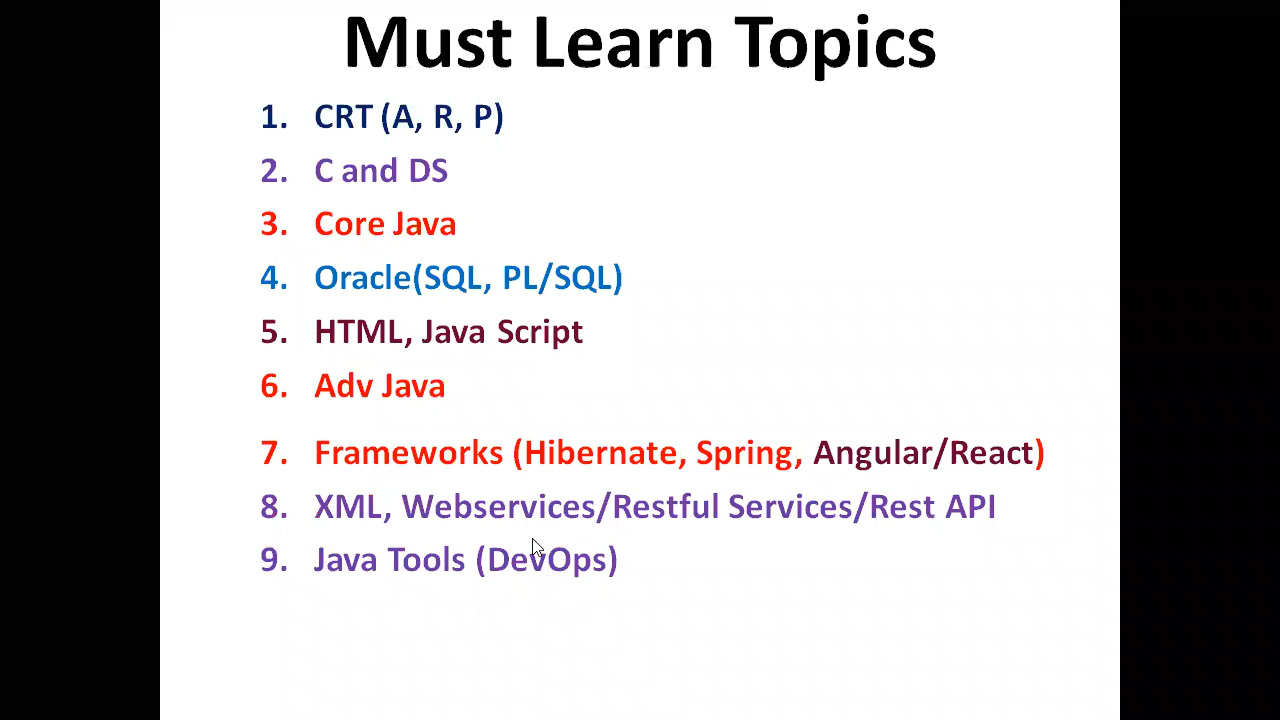 Must Learn Topics
1. CRT (A, R, P)
2. C and DS
3. Core Java
4. Oracle(SQL, PL/SQL)
5. HTML, Java Script
6. Adv Java
7. Frameworks (Hibernate, Spring, Angular/React)
8. XML, Webservices/Restful Services/Rest API
9. Java Tools (DevOps)